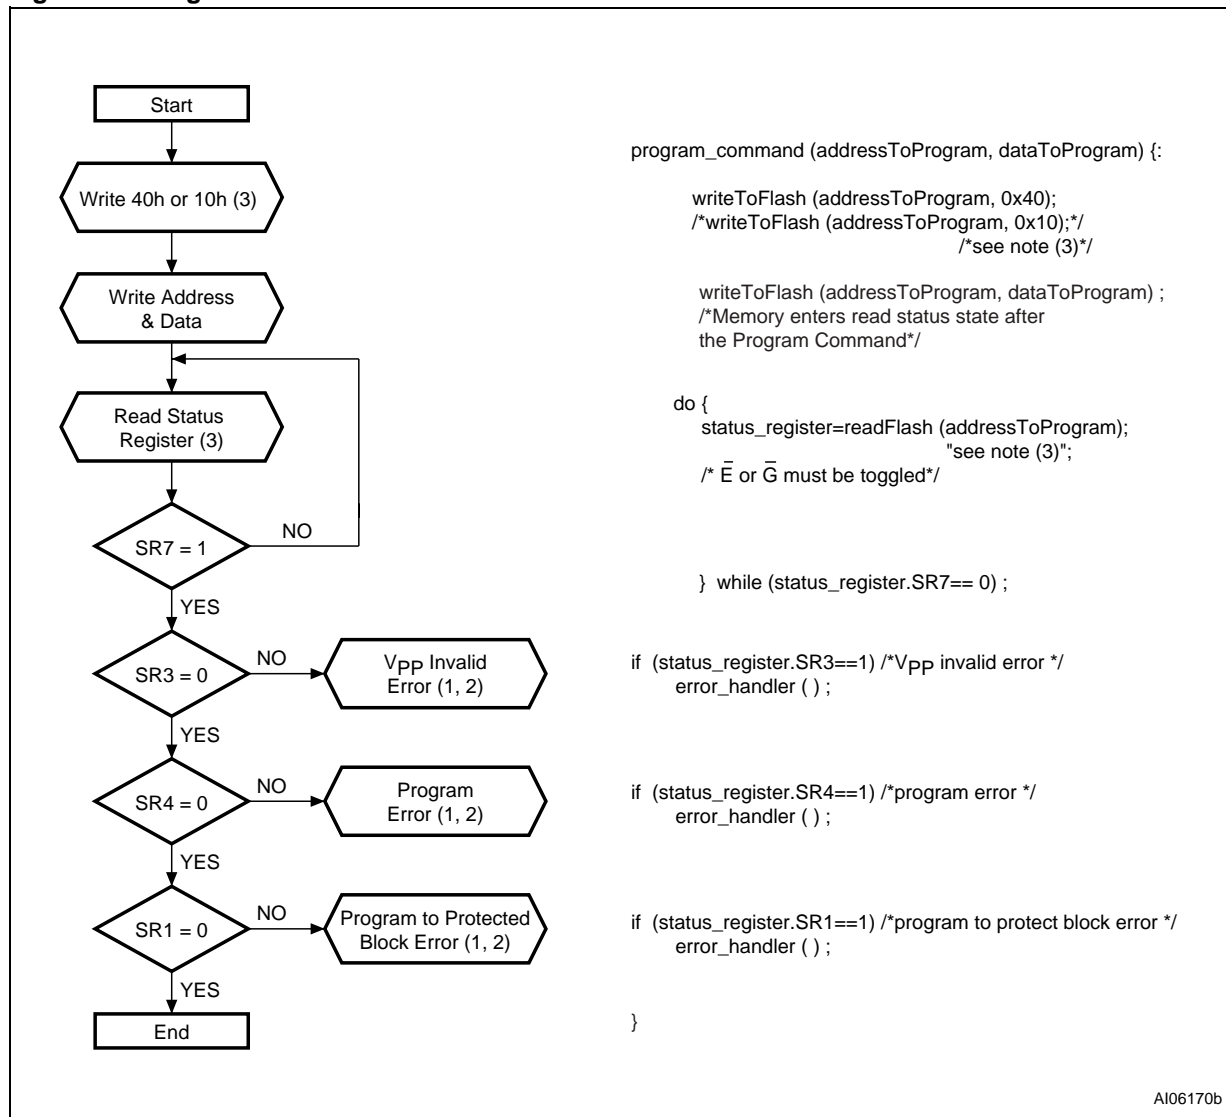 Start
Write 40h or 10h (3)
Write Address
& Data
Read Status
Register (3)
SR7 = 1
NO
YES
SR3 = 0
NO
VPP Invalid
Error (1, 2)
YES
SR4 = 0
NO
Program
Error (1, 2)
YES
SR1 = 0
NO
Program to Protected
Block Error (1, 2)
YES
End
program_command (addressToProgram, dataToProgram) {:
writeToFlash (addressToProgram, 0x40);
/*writeToFlash (addressToProgram, 0x10);*/
/*see note (3)*/
writeToFlash (addressToProgram, dataToProgram) ;
/*Memory enters read status state after
the Program Command*/
do {
status_register=readFlash (addressToProgram);
"see note (3)";
/* E̅ or G̅ must be toggled*/
} while (status_register.SR7== 0) ;
if (status_register.SR3==1) /*VPP invalid error */
error_handler ( ) ;
if (status_register.SR4==1) /*program error */
error_handler ( ) ;
if (status_register.SR1==1) /*program to protect block error */
error_handler ( ) ;
}
AI06170b